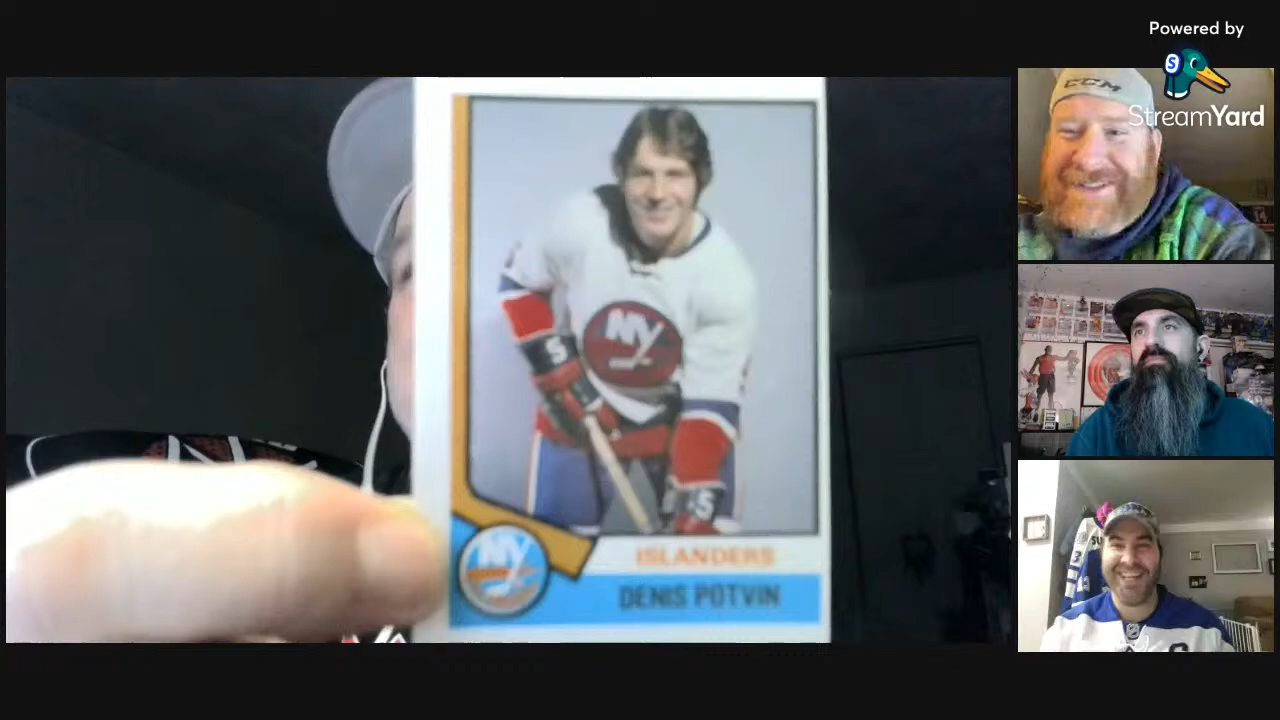 Powered by
S
StreamYard
CCM
NY
S
S
ISLANDERS
NY
DENIS POTVIN